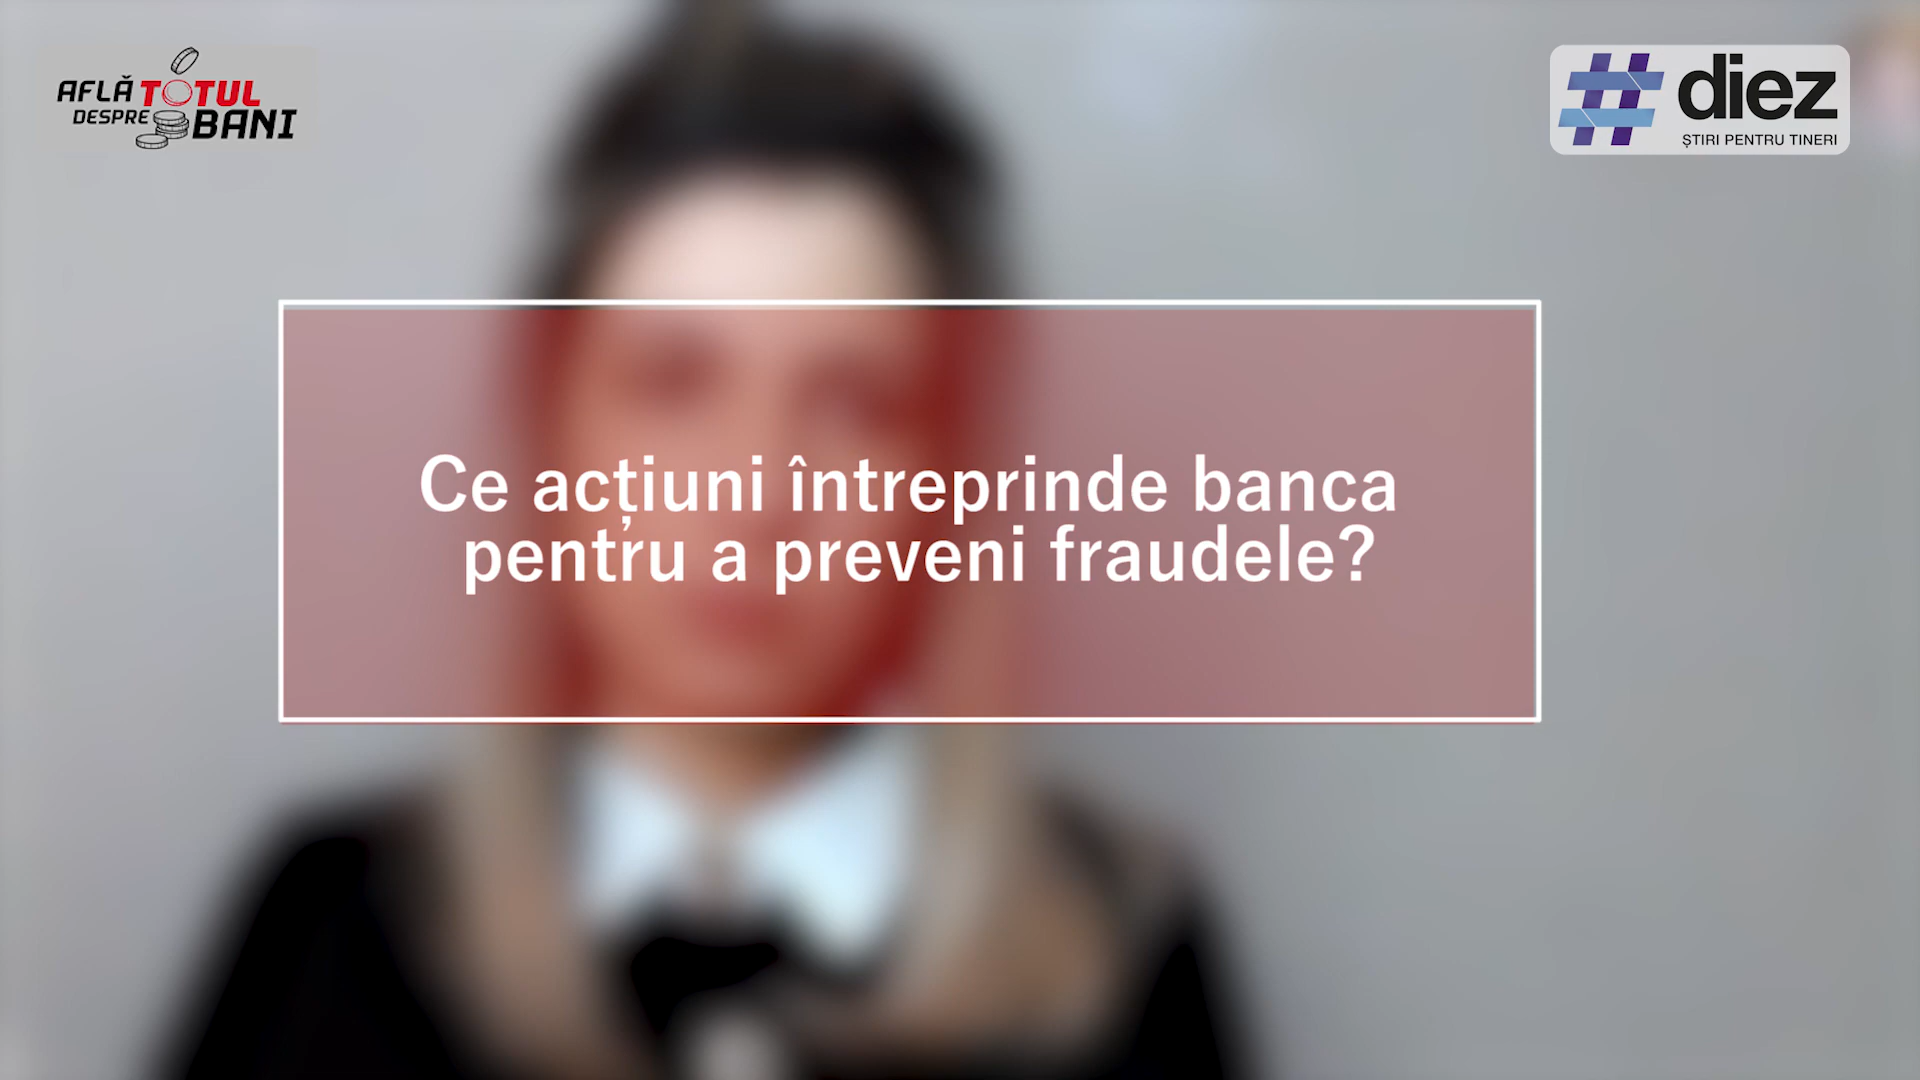 AFLĂ TOTUL
DESPRE BANI
#diez
ȘTIRI PENTRU TINERI
Ce acțiuni întreprinde banca
pentru a preveni fraudele?